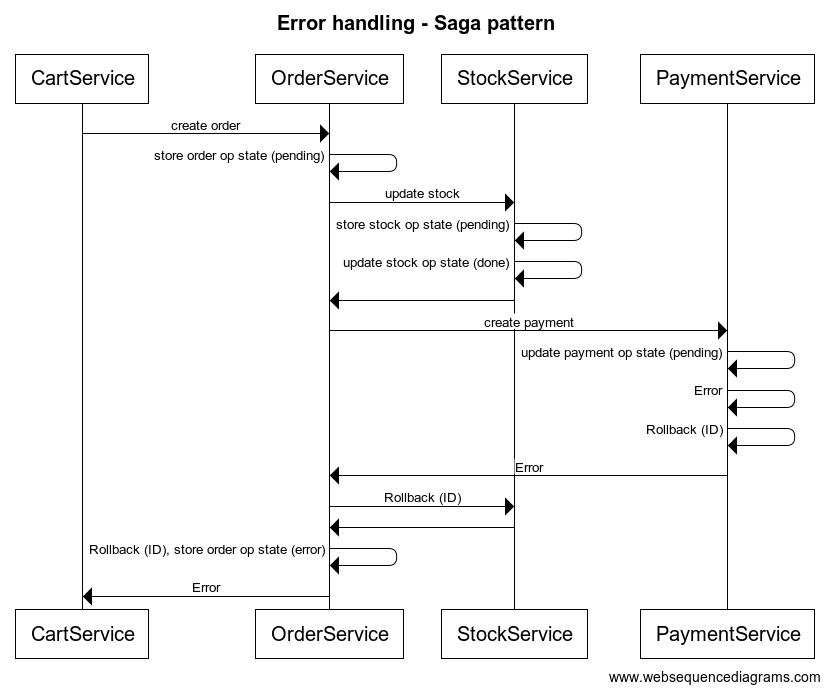 Error handling - Saga pattern
CartService
OrderService
StockService
PaymentService
create order
store order op state (pending)
update stock
store stock op state (pending)
update stock op state (done)
create payment
update payment op state (pending)
Error
Rollback (ID)
Error
Rollback (ID)
Rollback (ID), store order op state (error)
Error
CartService
OrderService
StockService
PaymentService
www.websequencediagrams.com